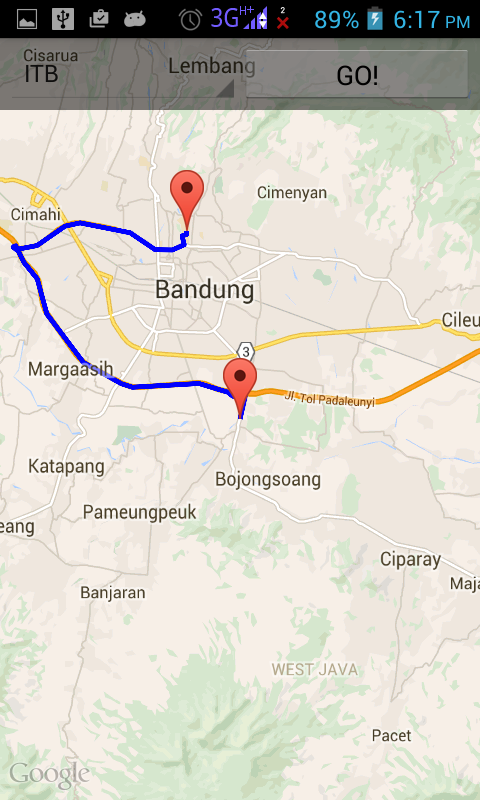 3G H+ 2 89% 6:17 PM
Cisarua
Lembang
ITB
GO!
Cimenyan
Cimahi
Bandung
Cileu
3
Margaasih
Jl. Tol Padaleunyi
Katapang
Bojongsoang
eang
Pameungpeuk
Ciparay
Maja
Banjaran
WEST JAVA
Pacet
Google